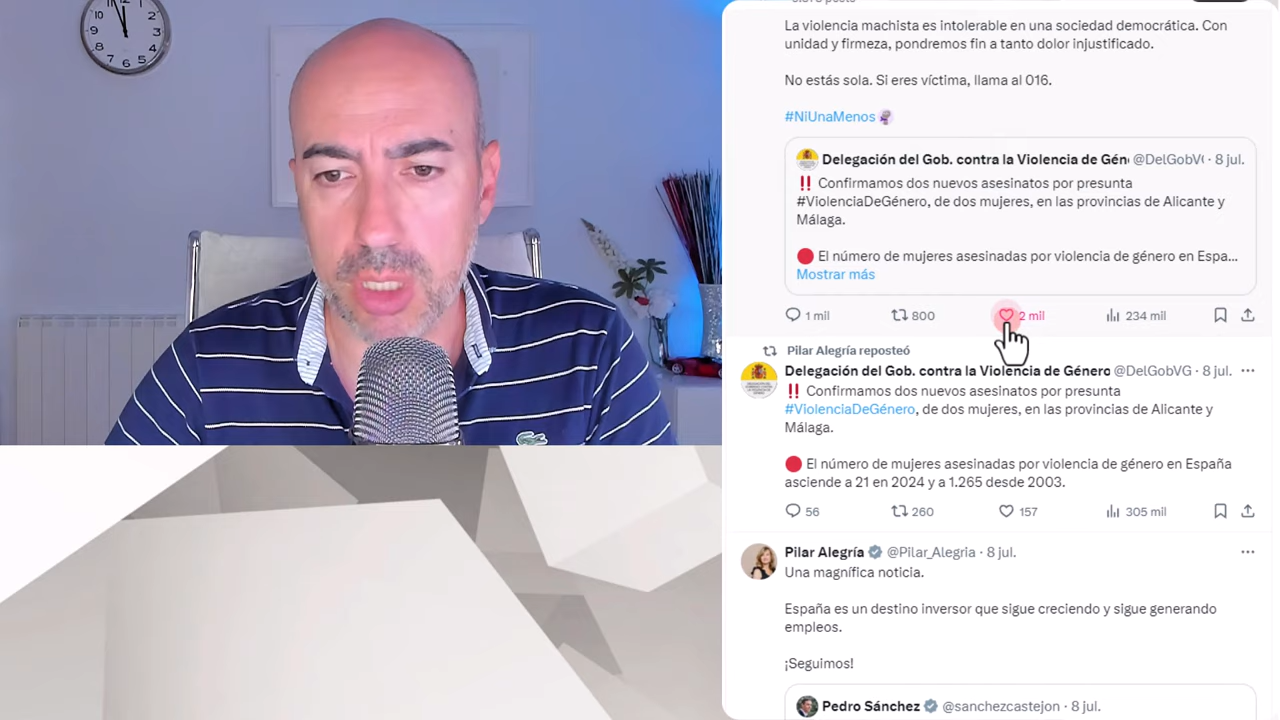 La violencia machista es intolerable en una sociedad democrática. Con
unidad y firmeza, pondremos fin a tanto dolor injustificado.
No estás sola. Si eres víctima, llama al 016.
#NiUnaMenos
Delegación del Gob. contra la Violencia de Gén @DelGobV · 8 jul.
‼️ Confirmamos dos nuevos asesinatos por presunta
#ViolenciaDeGénero, de dos mujeres, en las provincias de Alicante y
Málaga.
🔴 El número de mujeres asesinadas por violencia de género en Espa...
Mostrar más
1 mil 800 2 mil 234 mil
Pilar Alegría reposteó
Delegación del Gob. contra la Violencia de Género @DelGobVG · 8 jul. ···
‼️ Confirmamos dos nuevos asesinatos por presunta
#ViolenciaDeGénero, de dos mujeres, en las provincias de Alicante y
Málaga.
🔴 El número de mujeres asesinadas por violencia de género en España
asciende a 21 en 2024 y a 1.265 desde 2003.
56 260 157 305 mil
Pilar Alegría @Pilar_Alegria · 8 jul. ···
Una magnífica noticia.
España es un destino inversor que sigue creciendo y sigue generando
empleos.
¡Seguimos!
Pedro Sánchez @sanchezcastejon · 8 jul.